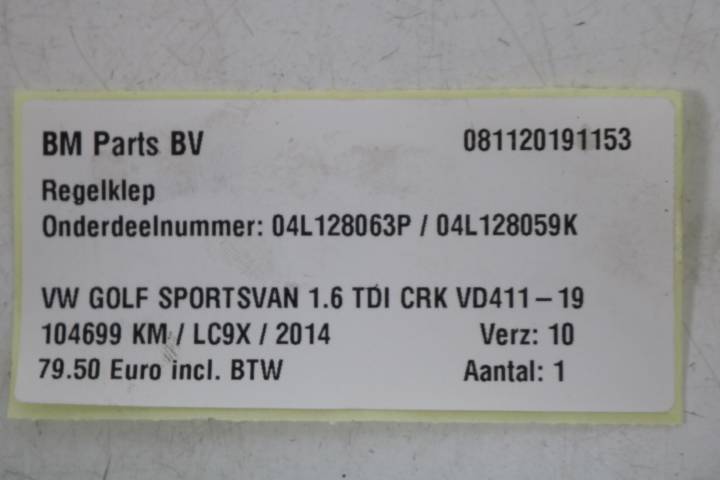 BM Parts BV 081120191153
Regelklep
Onderdeelnummer: 04L128063P / 04L128059K
VW GOLF SPORTSVAN 1.6 TDI CRK VD411-19
104699 KM / LC9X / 2014 Verz: 10
79.50 Euro incl. BTW Aantal: 1